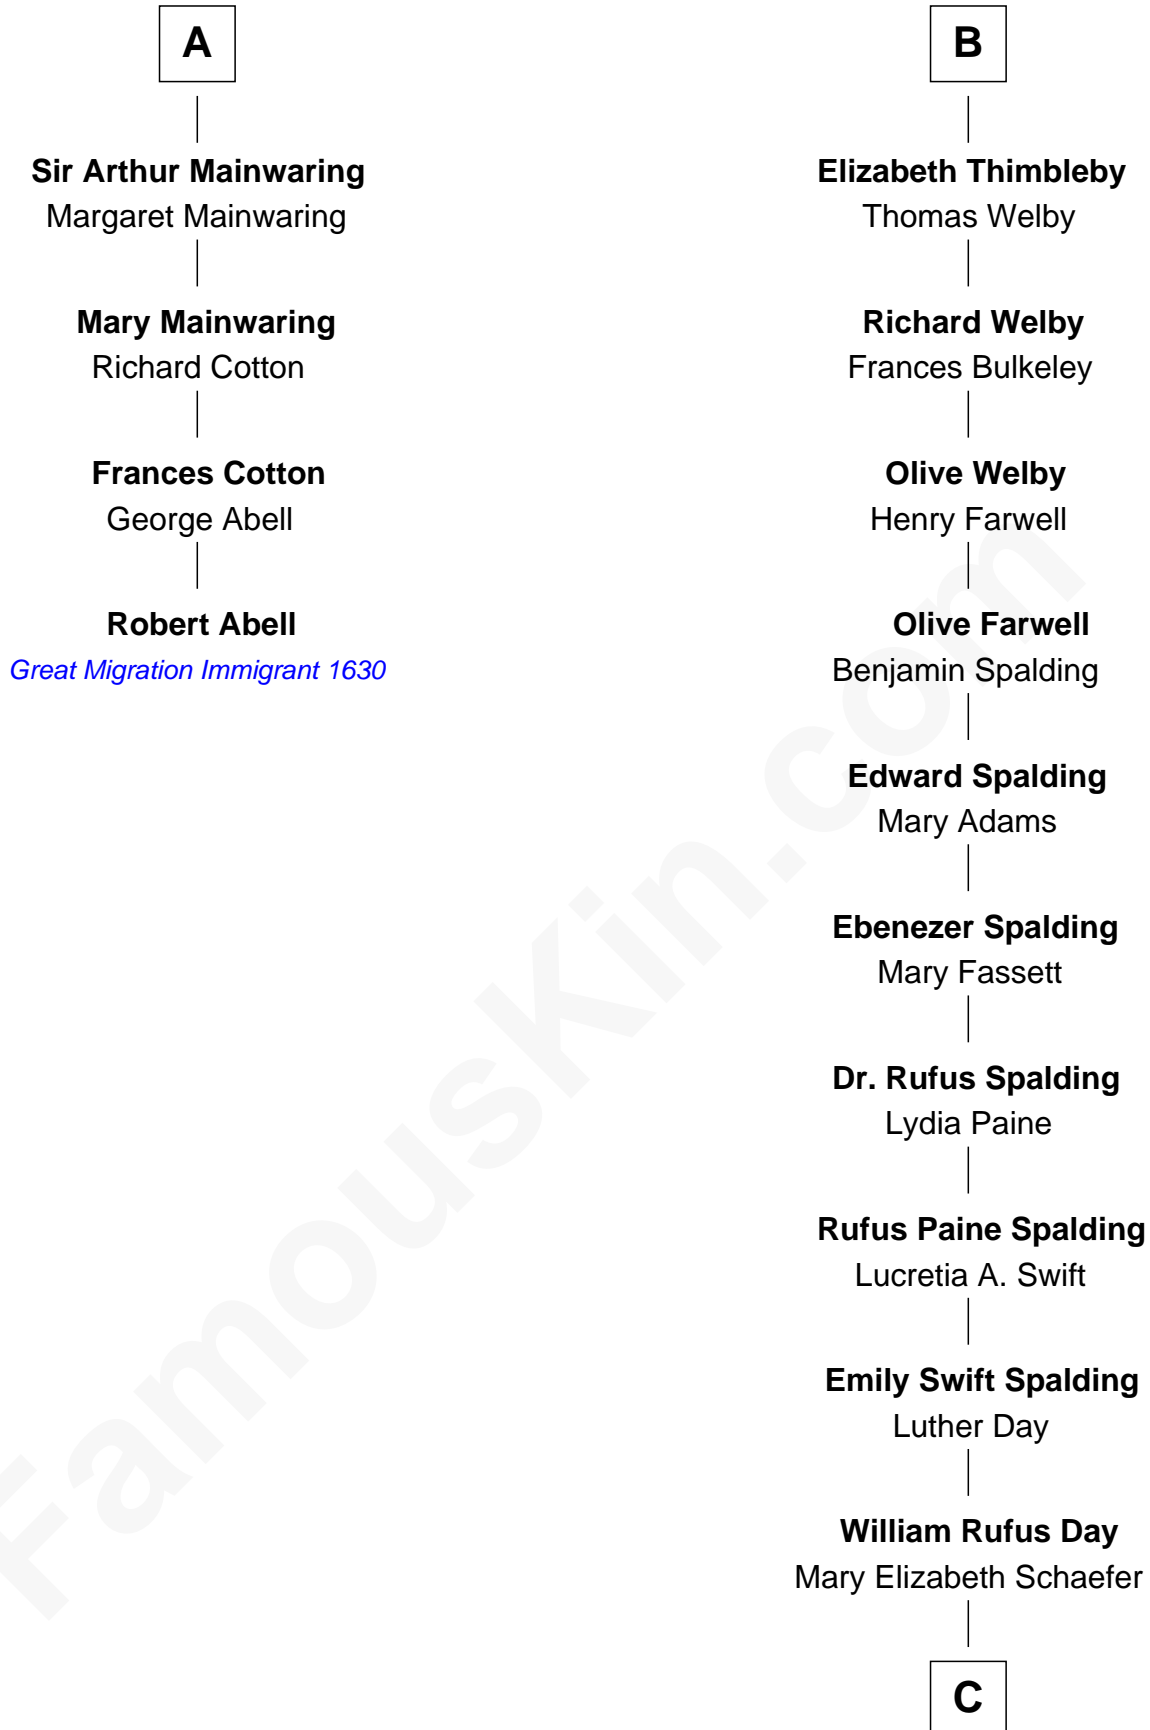 A
Sir Arthur Mainwaring
Margaret Mainwaring
Mary Mainwaring
Richard Cotton
Frances Cotton
George Abell
Robert Abell
Great Migration Immigrant 1630
B
Elizabeth Thimbleby
Thomas Welby
Richard Welby
Frances Bulkeley
Olive Welby
Henry Farwell
Olive Farwell
Benjamin Spalding
Edward Spalding
Mary Adams
Ebenezer Spalding
Mary Fassett
Dr. Rufus Spalding
Lydia Paine
Rufus Paine Spalding
Lucretia A. Swift
Emily Swift Spalding
Luther Day
William Rufus Day
Mary Elizabeth Schaefer
C
FamousKin.com